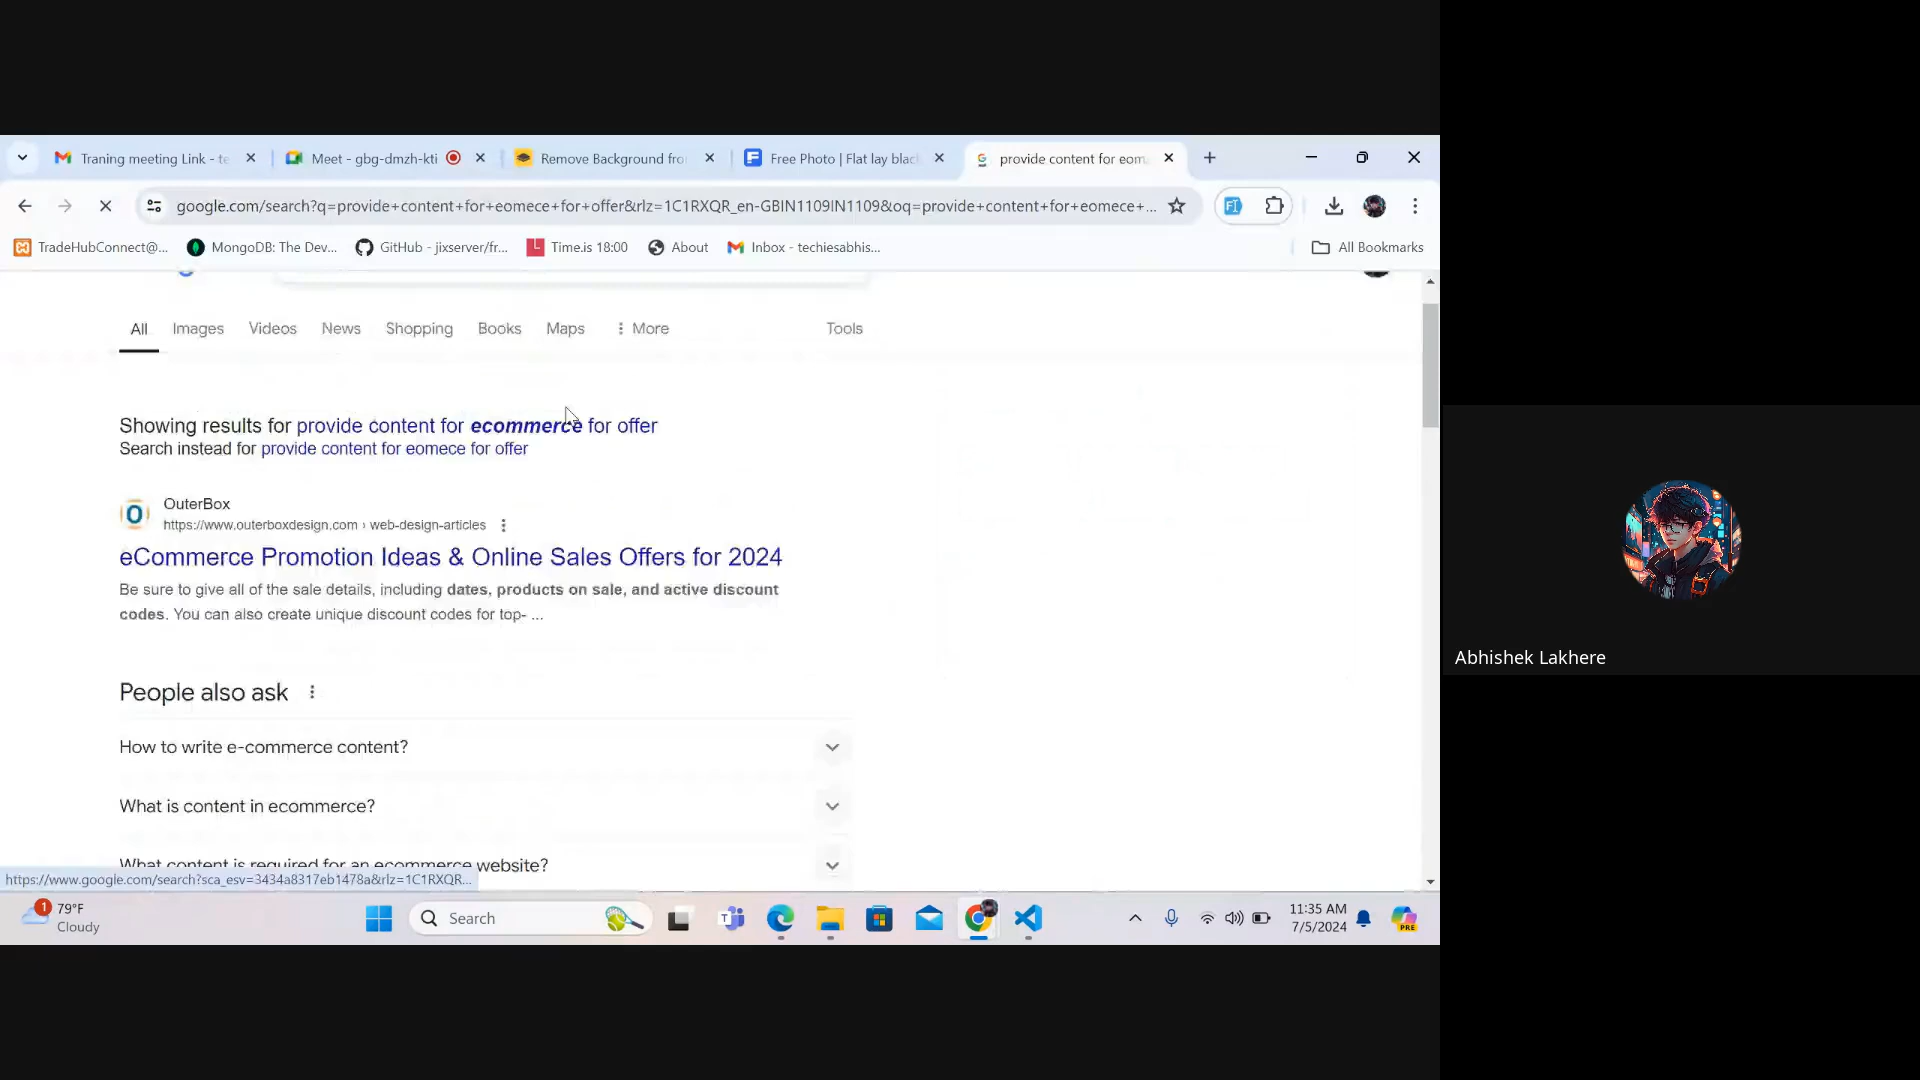 Traning meeting Link - te
Meet - gbg-dmzh-kti
Remove Background fro
Free Photo | Flat lay blac
provide content for eom
google.com/search?q=provide+content+for+eomece+for+offer&rlz=1C1RXQR_en-GBIN1109IN1109&oq=provide+content+for+eomece+...
TradeHubConnect@...
MongoDB: The Dev...
GitHub - jixserver/fr...
Time.is 18:00
About
Inbox - techiesabhis...
All Bookmarks
All
Images
Videos
News
Shopping
Books
Maps
More
Tools
Showing results for provide content for ecommerce for offer
Search instead for provide content for eomece for offer
OuterBox
https://www.outerboxdesign.com › web-design-articles
eCommerce Promotion Ideas & Online Sales Offers for 2024
Be sure to give all of the sale details, including dates, products on sale, and active discount
codes. You can also create unique discount codes for top- ...
People also ask
How to write e-commerce content?
What is content in ecommerce?
What content is required for an ecommerce website?
https://www.google.com/search?sca_esv=3434a8317eb1478a&rlz=1C1RXQR...
1
79°F
Cloudy
Search
11:35 AM
7/5/2024
PRE
Abhishek Lakhere